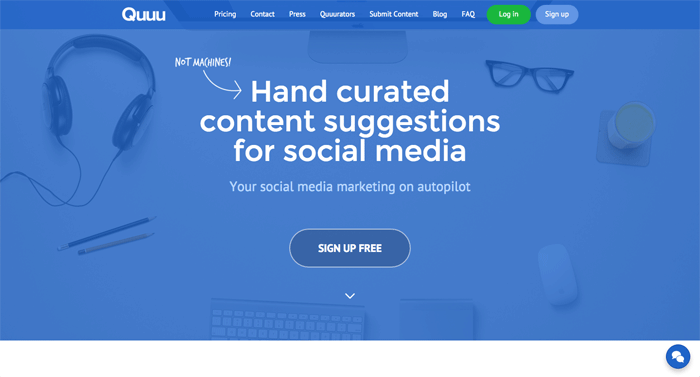 Quuu
Pricing Contact Press Quuurators Submit Content Blog FAQ Log in Sign up
NOT MACHINES!
Hand curated
content suggestions
for social media
Your social media marketing on autopilot
SIGN UP FREE